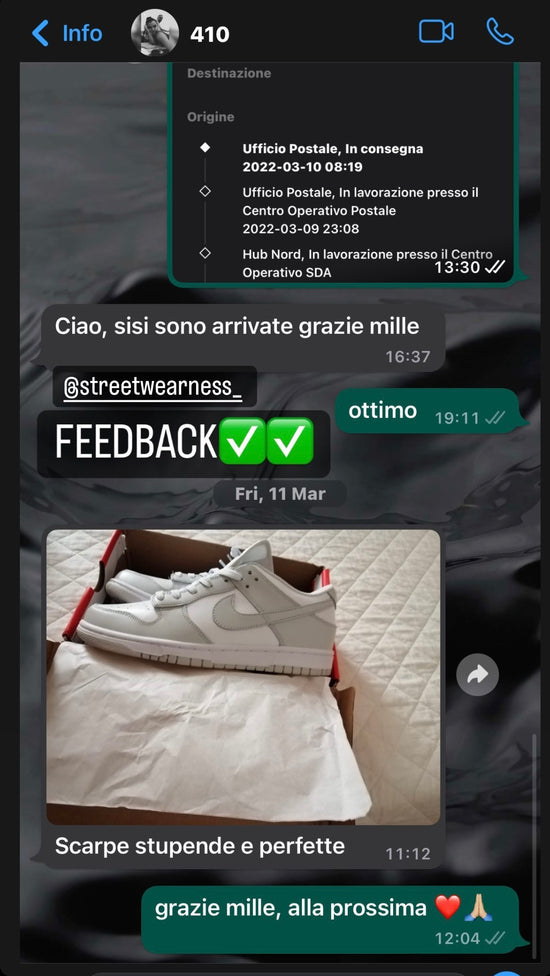 Info
410
Destinazione
Origine
Ufficio Postale, In consegna
2022-03-10 08:19
Ufficio Postale, In lavorazione presso il
Centro Operativo Postale
2022-03-09 23:08
Hub Nord, In lavorazione presso il Centro
Operativo SDA
13:30
Ciao, sisi sono arrivate grazie mille
16:37
@streetwearness_
ottimo
19:11
FEEDBACK✅✅
Fri, 11 Mar
Scarpe stupende e perfette
11:12
grazie mille, alla prossima ❤️🙏🏼
12:04